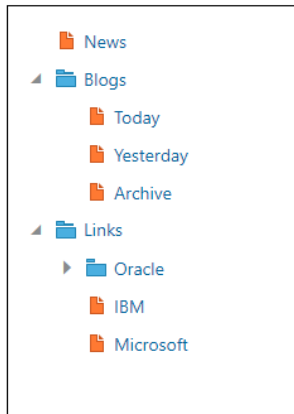 News
Blogs
Today
Yesterday
Archive
Links
Oracle
IBM
Microsoft